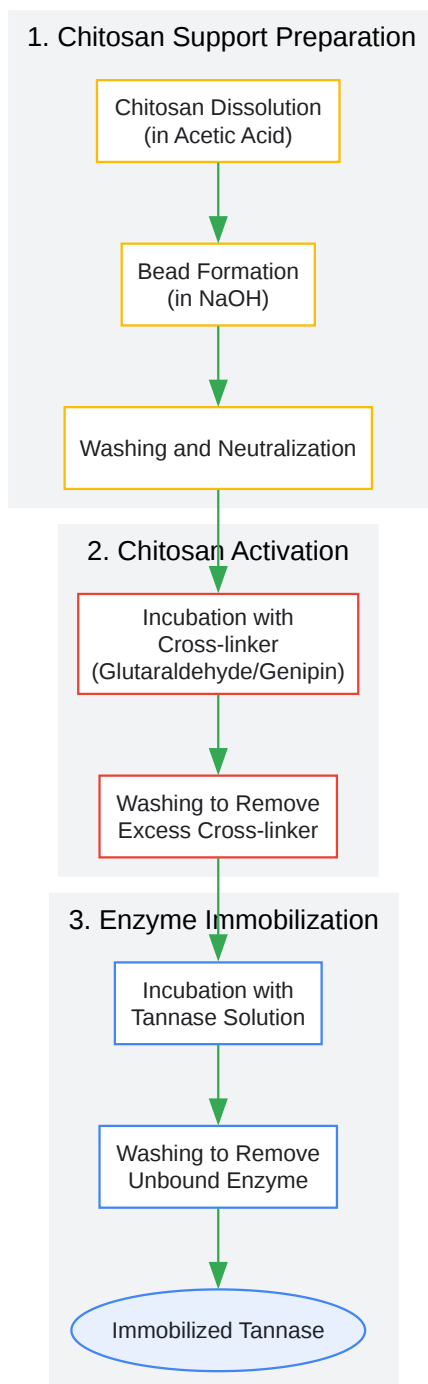 1. Chitosan Support Preparation
Chitosan Dissolution
(in Acetic Acid)
Bead Formation
(in NaOH)
Washing and Neutralization
2. Chitosan Activation
Incubation with
Cross-linker
(Glutaraldehyde/Genipin)
Washing to Remove
Excess Cross-linker
3. Enzyme Immobilization
Incubation with
Tannase Solution
Washing to Remove
Unbound Enzyme
Immobilized Tannase